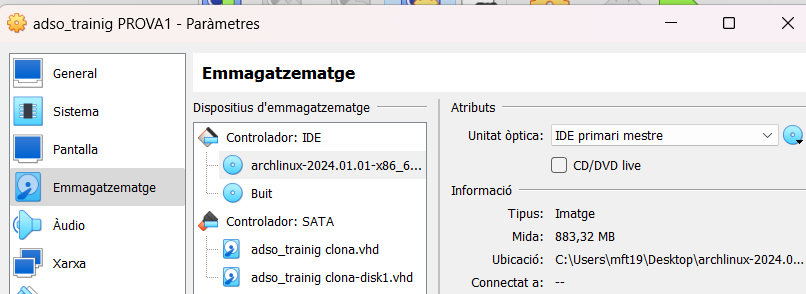 adso_trainig PROVA1 - Paràmetres
General
Sistema
Pantalla
Emmagatzematge
Àudio
Xarxa
Emmagatzematge
Dispositius d'emmagatzematge
Controlador: IDE
archlinux-2024.01.01-x86_6...
Buit
Controlador: SATA
adso_trainig clona.vhd
adso_trainig clona-disk1.vhd
Atributs
Unitat òptica: IDE primari mestre
CD/DVD live
Informació
Tipus: Imatge
Mida: 883,32 MB
Ubicació: C:\Users\mft19\Desktop\archlinux-2024.0...
Connectat a: --